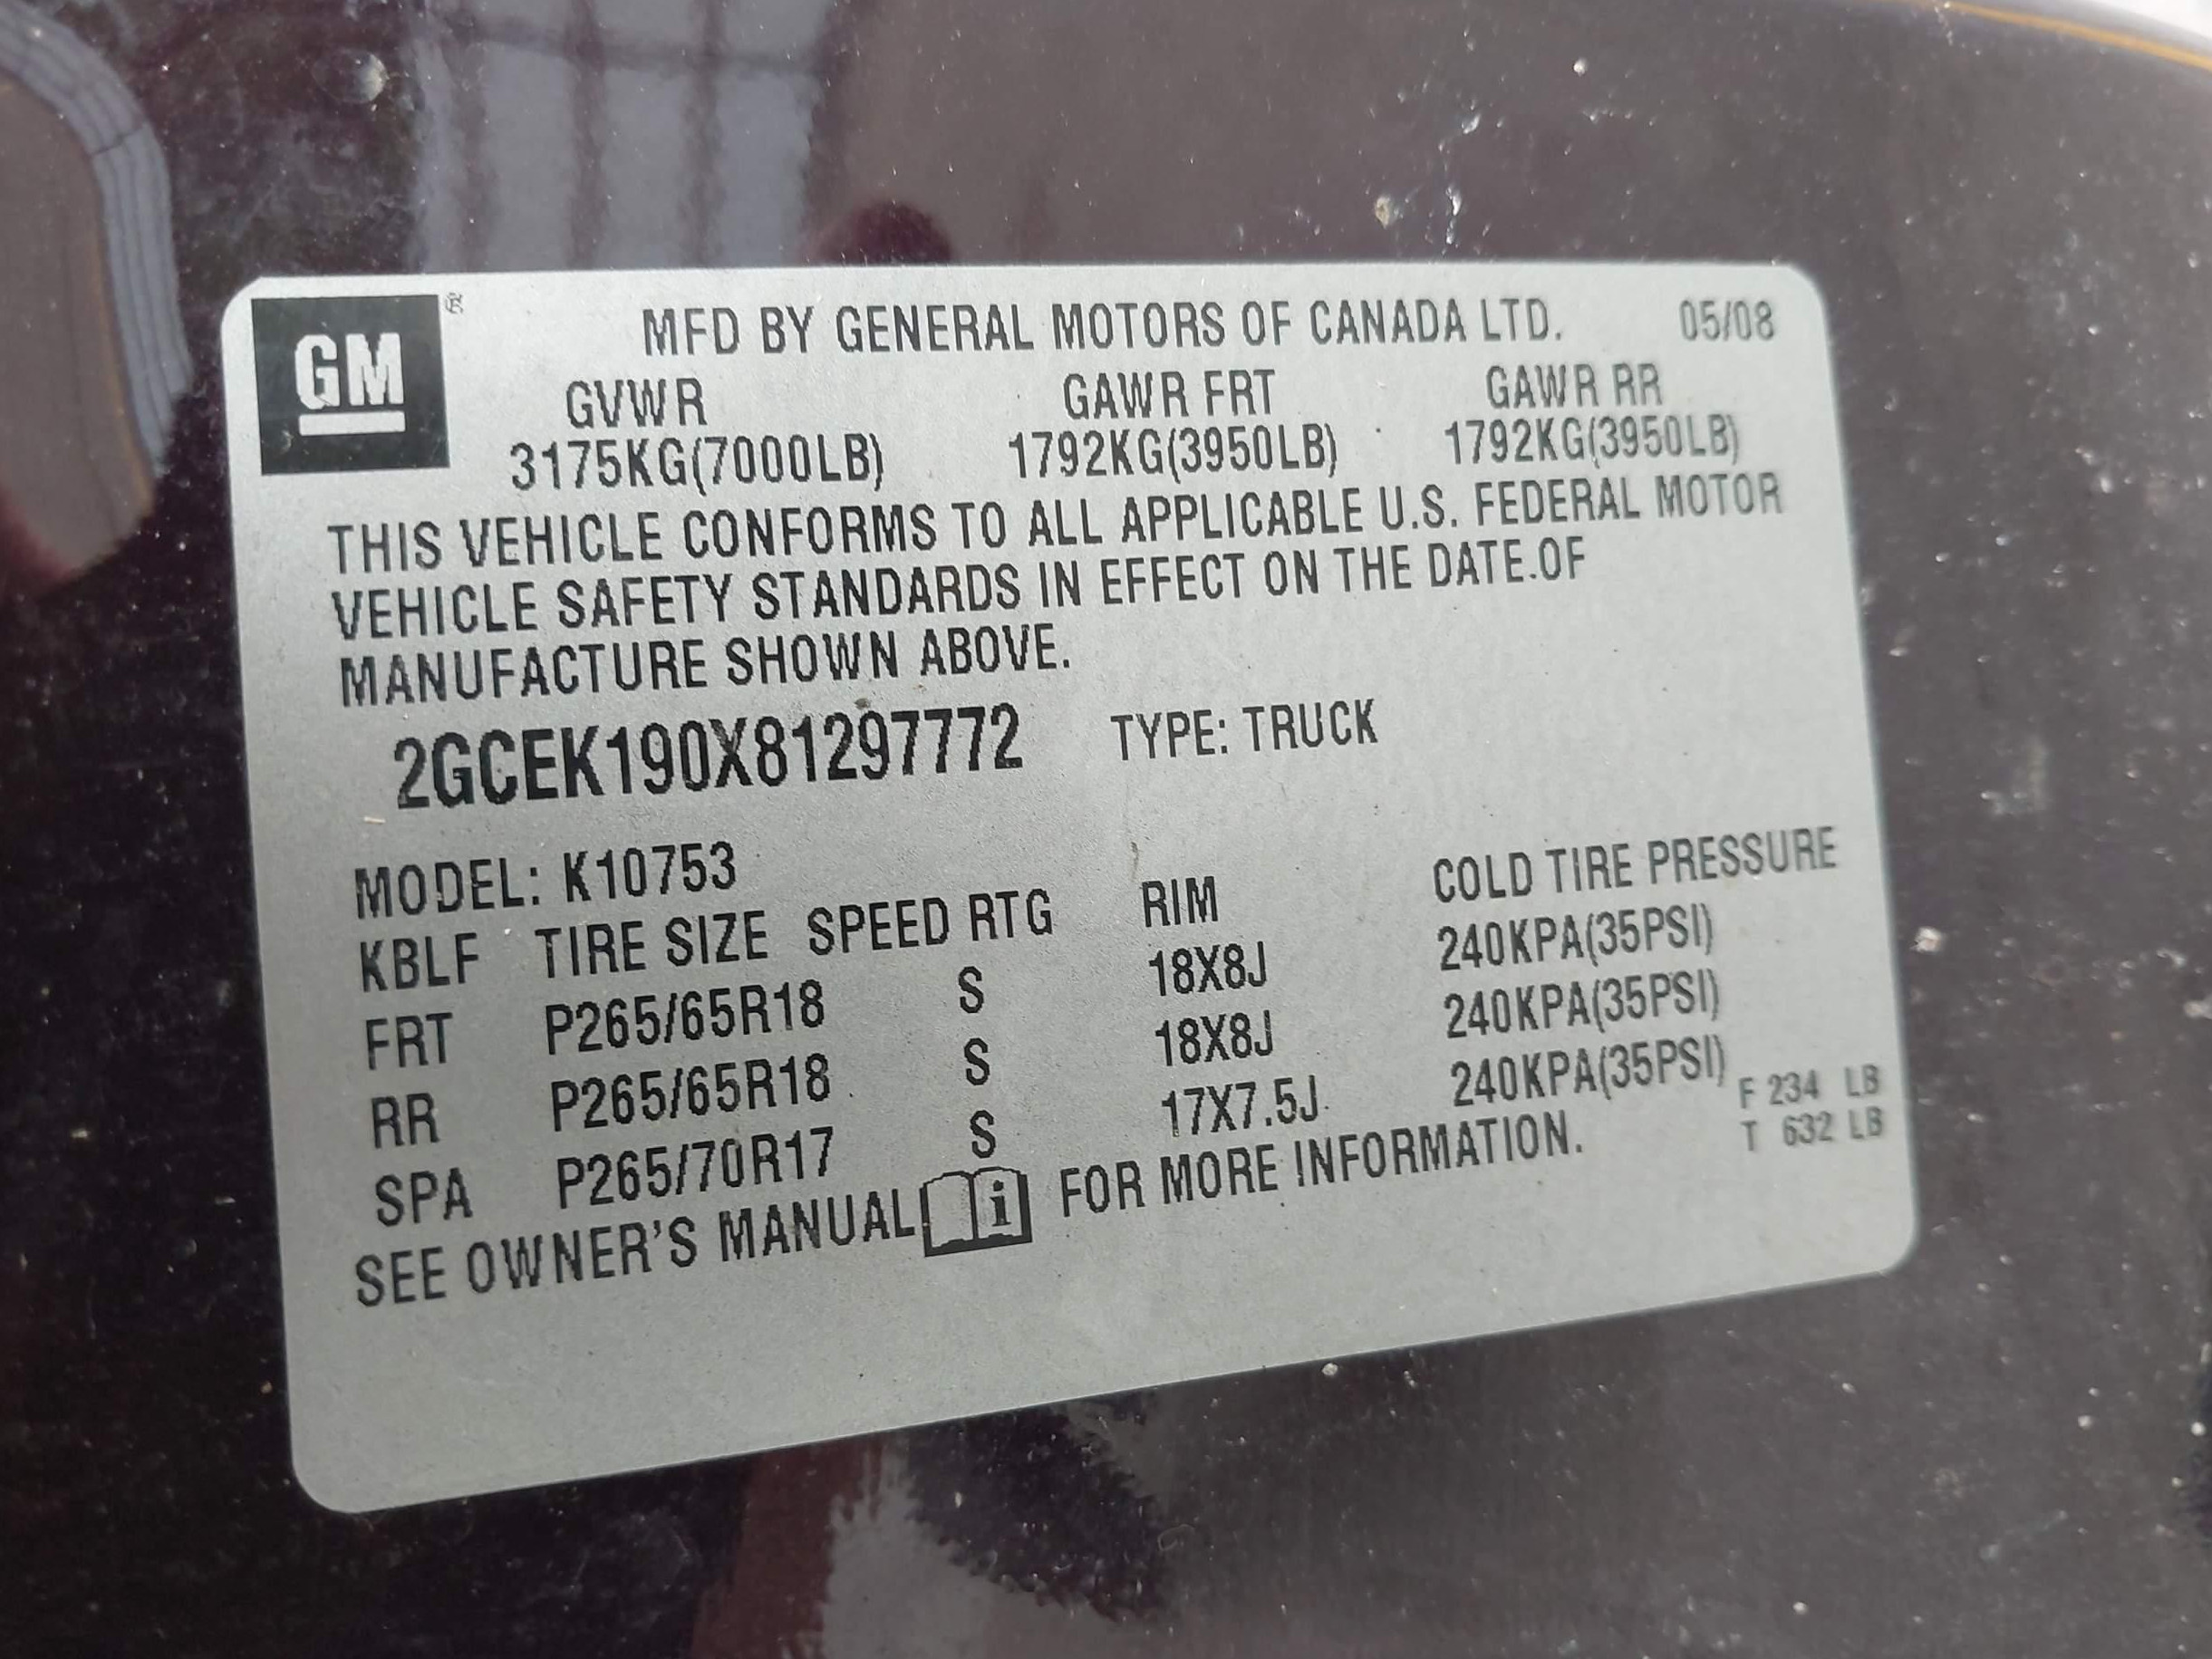 GM ®
MFD BY GENERAL MOTORS OF CANADA LTD. 05/08
GVWR GAWR FRT GAWR RR
3175KG(7000LB) 1792KG(3950LB) 1792KG(3950LB)
THIS VEHICLE CONFORMS TO ALL APPLICABLE U.S. FEDERAL MOTOR
VEHICLE SAFETY STANDARDS IN EFFECT ON THE DATE OF
MANUFACTURE SHOWN ABOVE.
2GCEK190X81297772 TYPE: TRUCK
MODEL: K10753
KBLF TIRE SIZE SPEED RTG RIM COLD TIRE PRESSURE
FRT P265/65R18 S 18X8J 240KPA(35PSI)
RR P265/65R18 S 18X8J 240KPA(35PSI)
SPA P265/70R17 S 17X7.5J 240KPA(35PSI)
SEE OWNER'S MANUAL i FOR MORE INFORMATION.
F 234 LB
T 632 LB